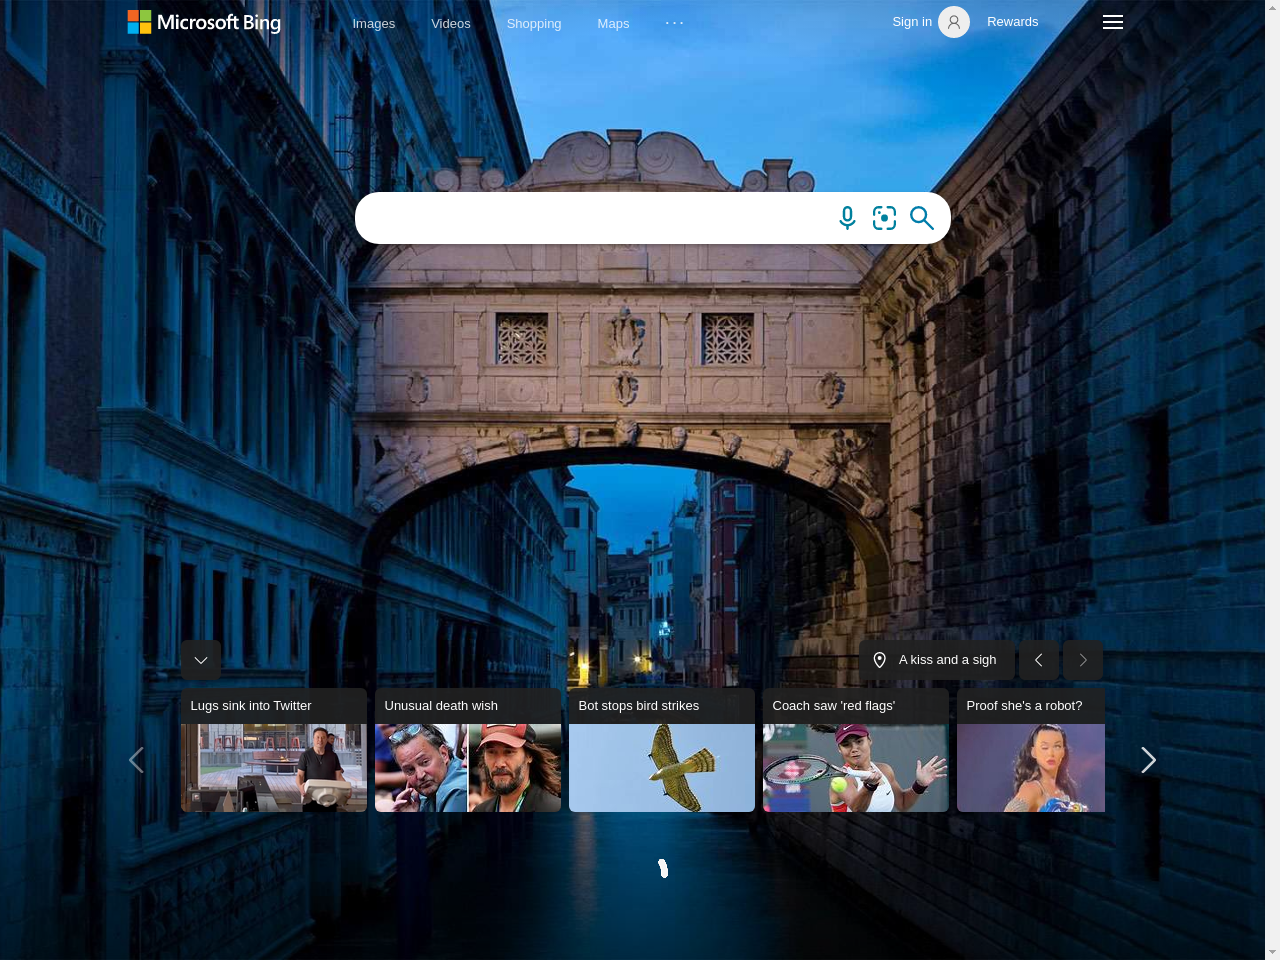 Microsoft Bing
Images Videos Shopping Maps ...
Sign in Rewards
A kiss and a sigh
Lugs sink into Twitter
Unusual death wish
Bot stops bird strikes
Coach saw 'red flags'
Proof she's a robot?